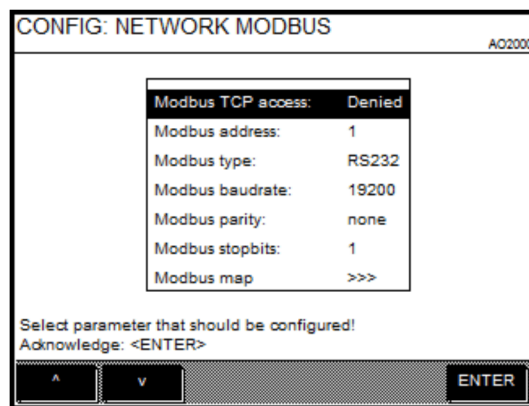 CONFIG: NETWORK MODBUS
AO2000
Modbus TCP access: Denied
Modbus address: 1
Modbus type: RS232
Modbus baudrate: 19200
Modbus parity: none
Modbus stopbits: 1
Modbus map >>>
Select parameter that should be configured!
Acknowledge: <ENTER>
^ v ENTER